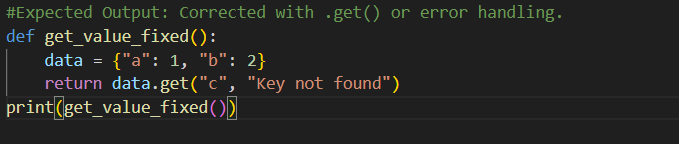 #Expected Output: Corrected with .get() or error handling.
def get_value_fixed():
    data = {"a": 1, "b": 2}
    return data.get("c", "Key not found")
print(get_value_fixed())